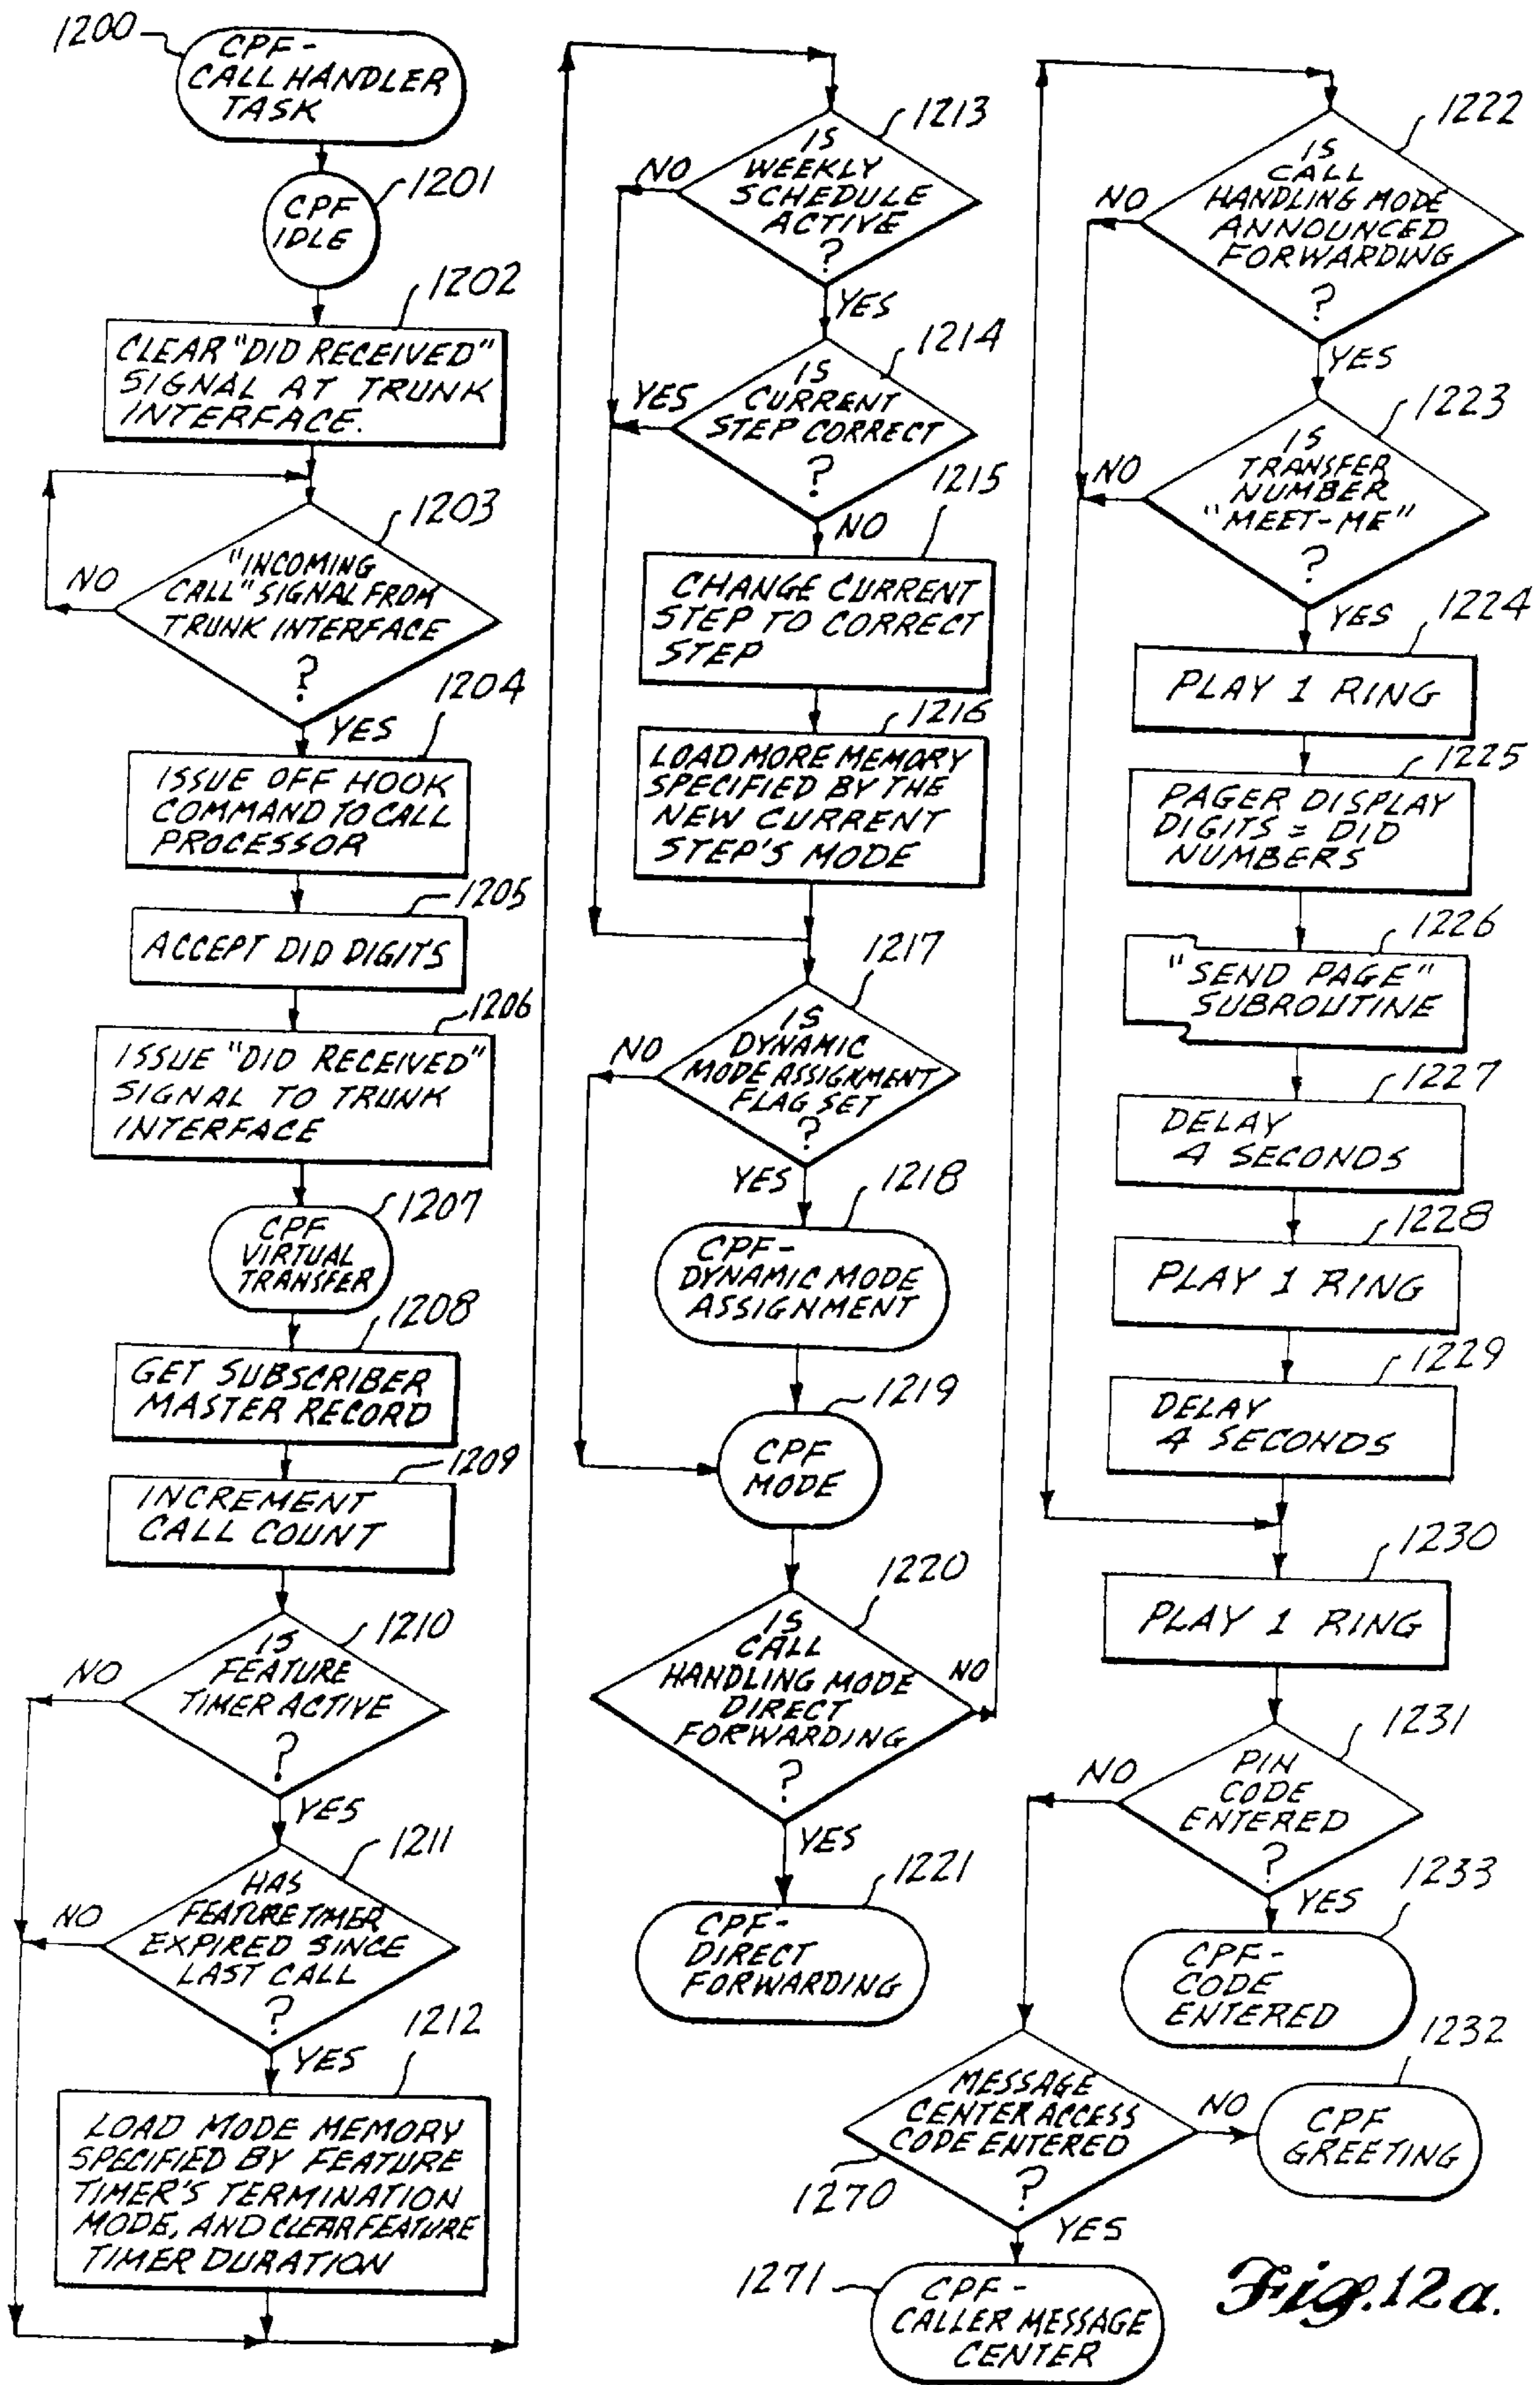 1200
CPF-
CALL HANDLER
TASK
1201
CPF
IDLE
1202
CLEAR "DID RECEIVED"
SIGNAL AT TRUNK
INTERFACE.
1203
"INCOMING
CALL" SIGNAL FROM
TRUNK INTERFACE
?
NO
YES
1204
ISSUE OFF HOOK
COMMAND TO CALL
PROCESSOR
1205
ACCEPT DID DIGITS
1206
ISSUE "DID RECEIVED"
SIGNAL TO TRUNK
INTERFACE
1207
CPF
VIRTUAL
TRANSFER
1208
GET SUBSCRIBER
MASTER RECORD
1209
INCREMENT
CALL COUNT
1210
IS
FEATURE
TIMER ACTIVE
?
NO
YES
1211
HAS
FEATURE TIMER
EXPIRED SINCE
LAST CALL
?
NO
YES
1212
LOAD MODE MEMORY
SPECIFIED BY FEATURE
TIMER'S TERMINATION
MODE, AND CLEAR FEATURE
TIMER DURATION
1213
IS
WEEKLY
SCHEDULE
ACTIVE
?
NO
YES
1214
IS
CURRENT
STEP CORRECT
?
YES
NO
1215
CHANGE CURRENT
STEP TO CORRECT
STEP
1216
LOAD MORE MEMORY
SPECIFIED BY THE
NEW CURRENT
STEP'S MODE
1217
IS
DYNAMIC
MODE ASSIGNMENT
FLAG SET
?
NO
YES
1218
CPF-
DYNAMIC MODE
ASSIGNMENT
1219
CPF
MODE
1220
IS
CALL
HANDLING MODE
DIRECT
FORWARDING
?
NO
YES
1221
CPF-
DIRECT
FORWARDING
1222
IS
CALL
HANDLING MODE
ANNOUNCED
FORWARDING
?
NO
YES
1223
IS
TRANSFER
NUMBER
"MEET-ME"
?
NO
YES
1224
PLAY 1 RING
1225
PAGER DISPLAY
DIGITS = DID
NUMBERS
1226
"SEND PAGE"
SUBROUTINE
1227
DELAY
4 SECONDS
1228
PLAY 1 RING
1229
DELAY
4 SECONDS
1230
PLAY 1 RING
1231
PIN
CODE
ENTERED
?
NO
YES
1233
CPF-
CODE
ENTERED
1232
CPF
GREETING
MESSAGE
CENTER ACCESS
CODE ENTERED
?
NO
1270
YES
1271
CPF-
CALLER MESSAGE
CENTER
Fig.12a.